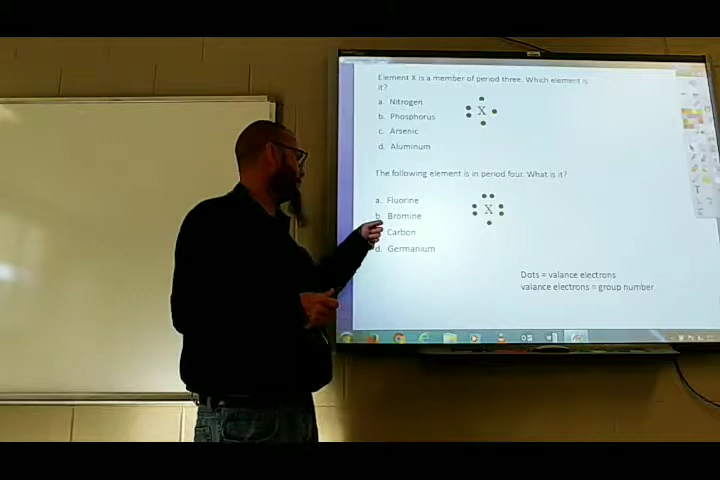 Element X is a member of period three. Which element is
it?
a. Nitrogen
b. Phosphorus
c. Arsenic
d. Aluminum
X
The following element is in period four. What is it?
a. Fluorine
b. Bromine
Carbon
d. Germanium
X
Dots = valance electrons
valance electrons = group number